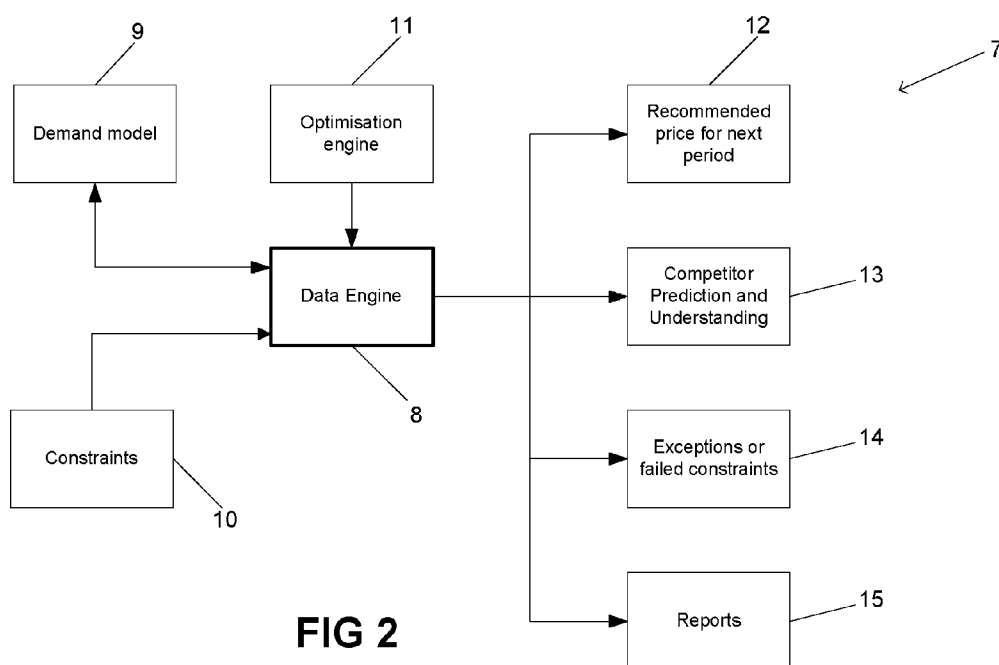 9
11
12
7
Demand model
Optimisation
engine
Recommended
price for next
period
Data Engine
Competitor
Prediction and
Understanding
13
8
Constraints
10
Exceptions or
failed constraints
14
Reports
15
FIG 2